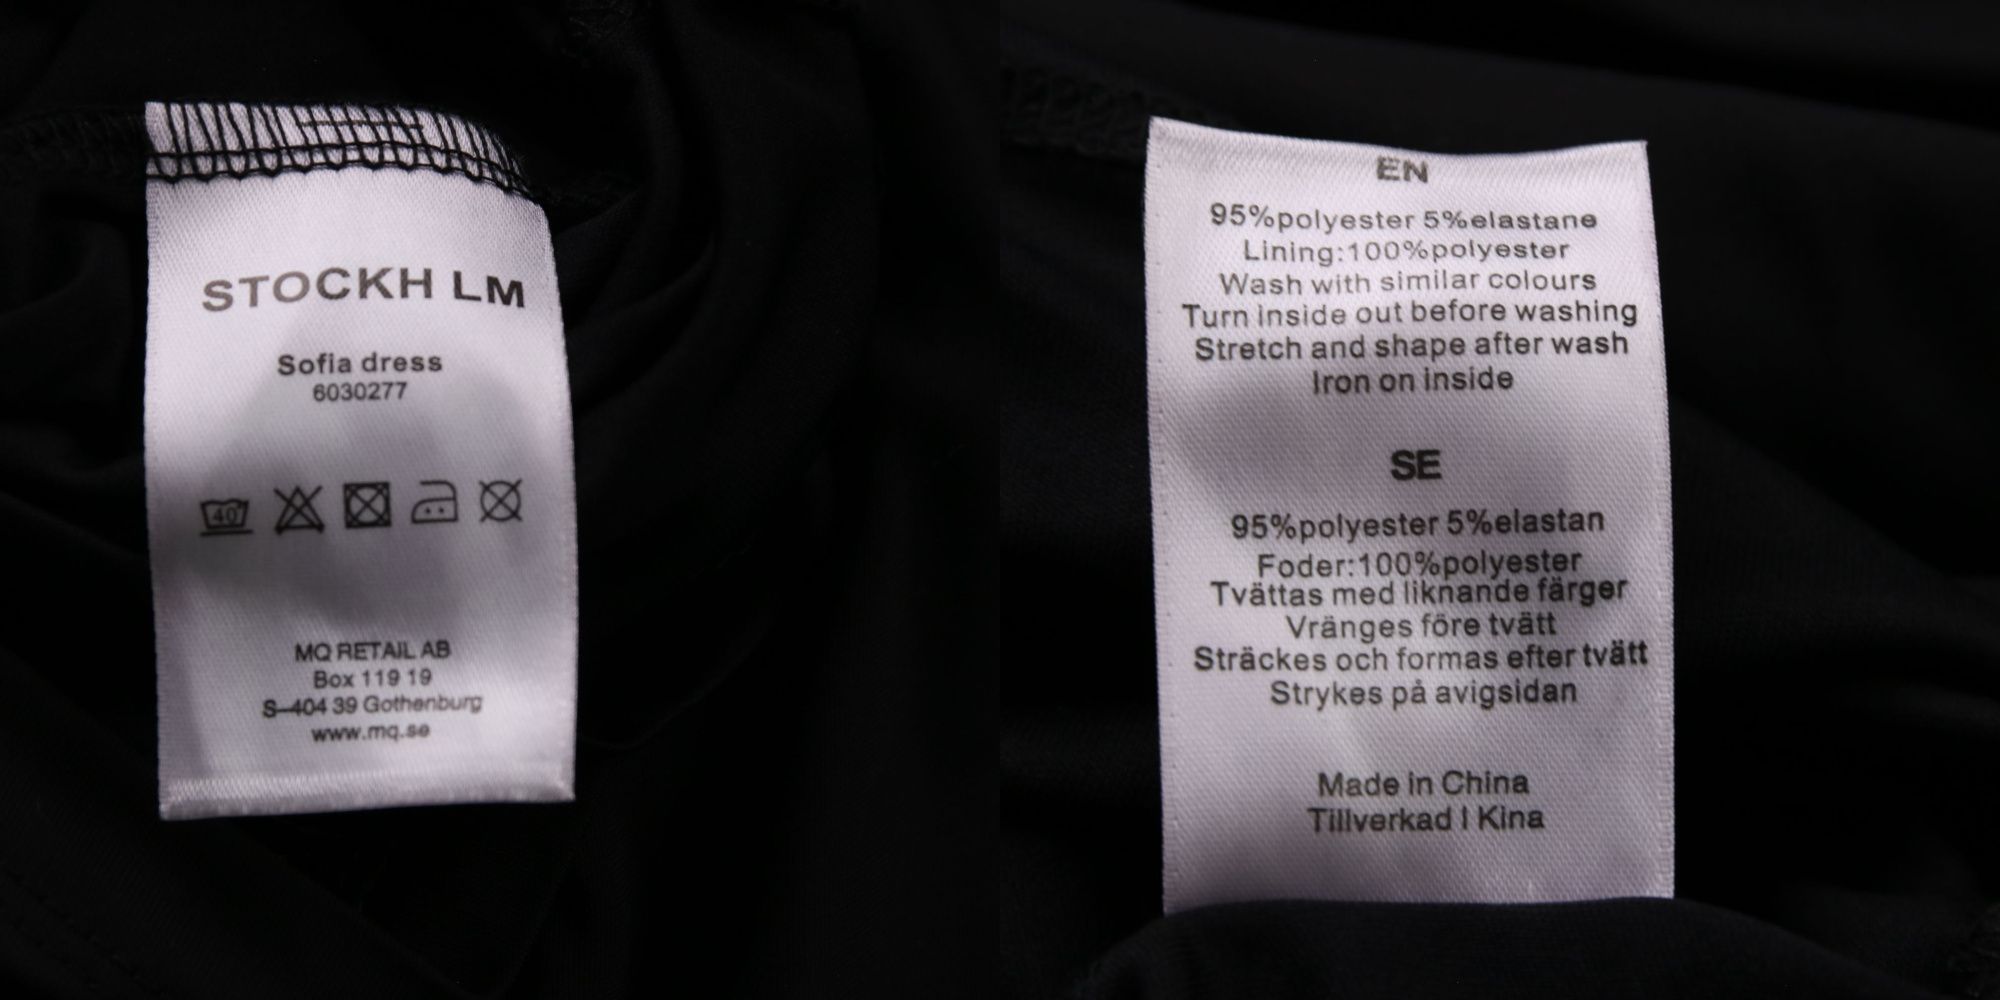 STOCKH LM
Sofia dress
6030277
40
MQ RETAIL AB
Box 119 19
S-404 39 Gothenburg
www.mq.se
EN
95%polyester 5%elastane
Lining:100%polyester
Wash with similar colours
Turn inside out before washing
Stretch and shape after wash
Iron on inside
SE
95%polyester 5%elastan
Foder:100%polyester
Tvättas med liknande färger
Vränges före tvätt
Sträckes och formas efter tvätt
Strykes på avigsidan
Made in China
Tillverkad I Kina